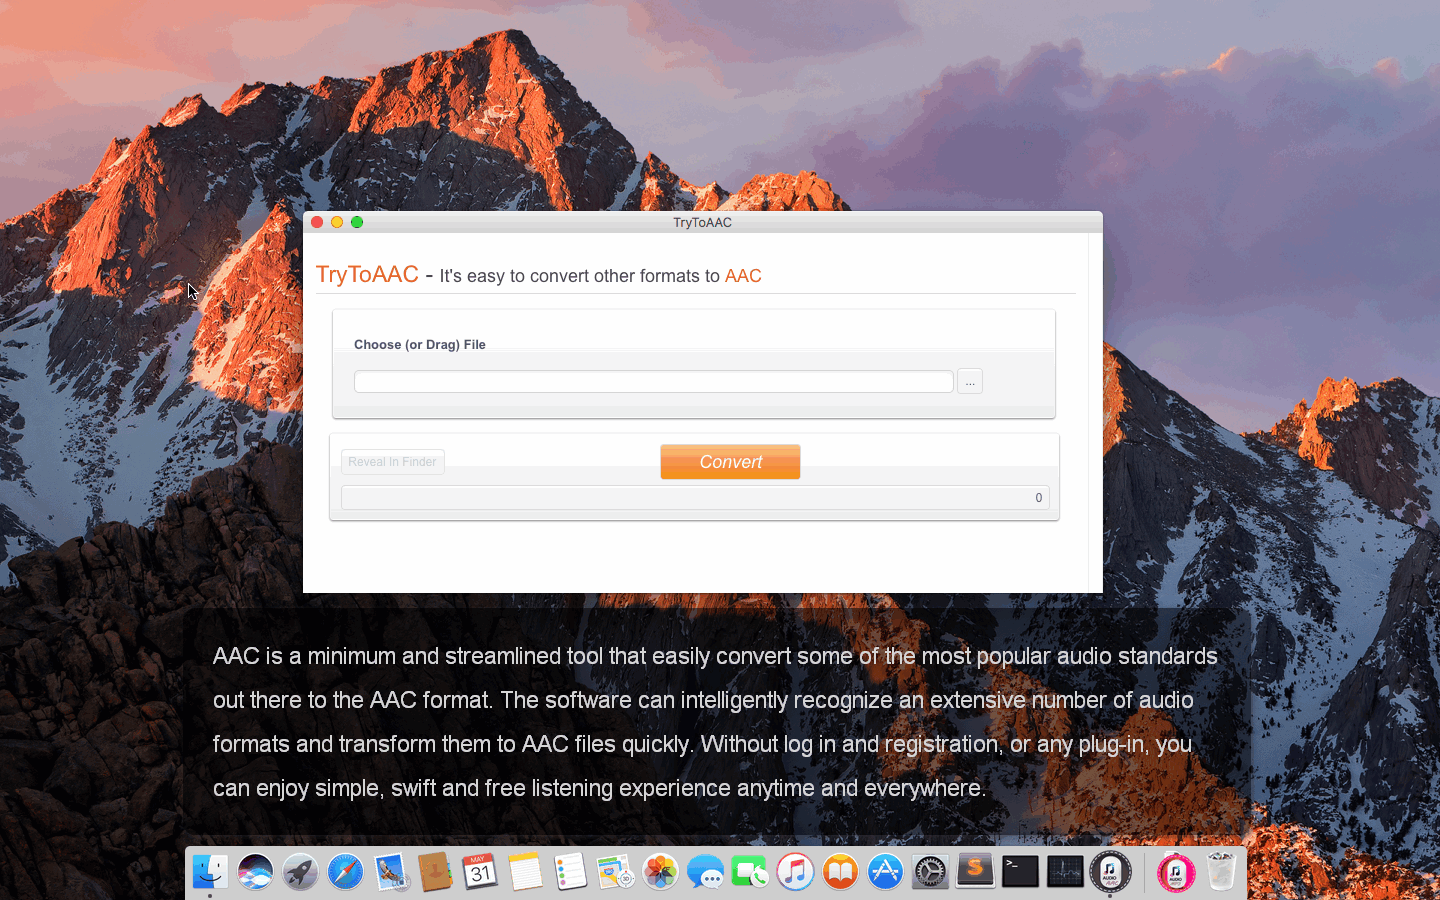 TryToAAC
TryToAAC - It's easy to convert other formats to AAC
Choose (or Drag) File
...
Reveal In Finder
Convert
0
AAC is a minimum and streamlined tool that easily convert some of the most popular audio standards
out there to the AAC format. The software can intelligently recognize an extensive number of audio
formats and transform them to AAC files quickly. Without log in and registration, or any plug-in, you
can enjoy simple, swift and free listening experience anytime and everywhere.
MAY
31
S
>_
AUDIO
AAC
AUDIO